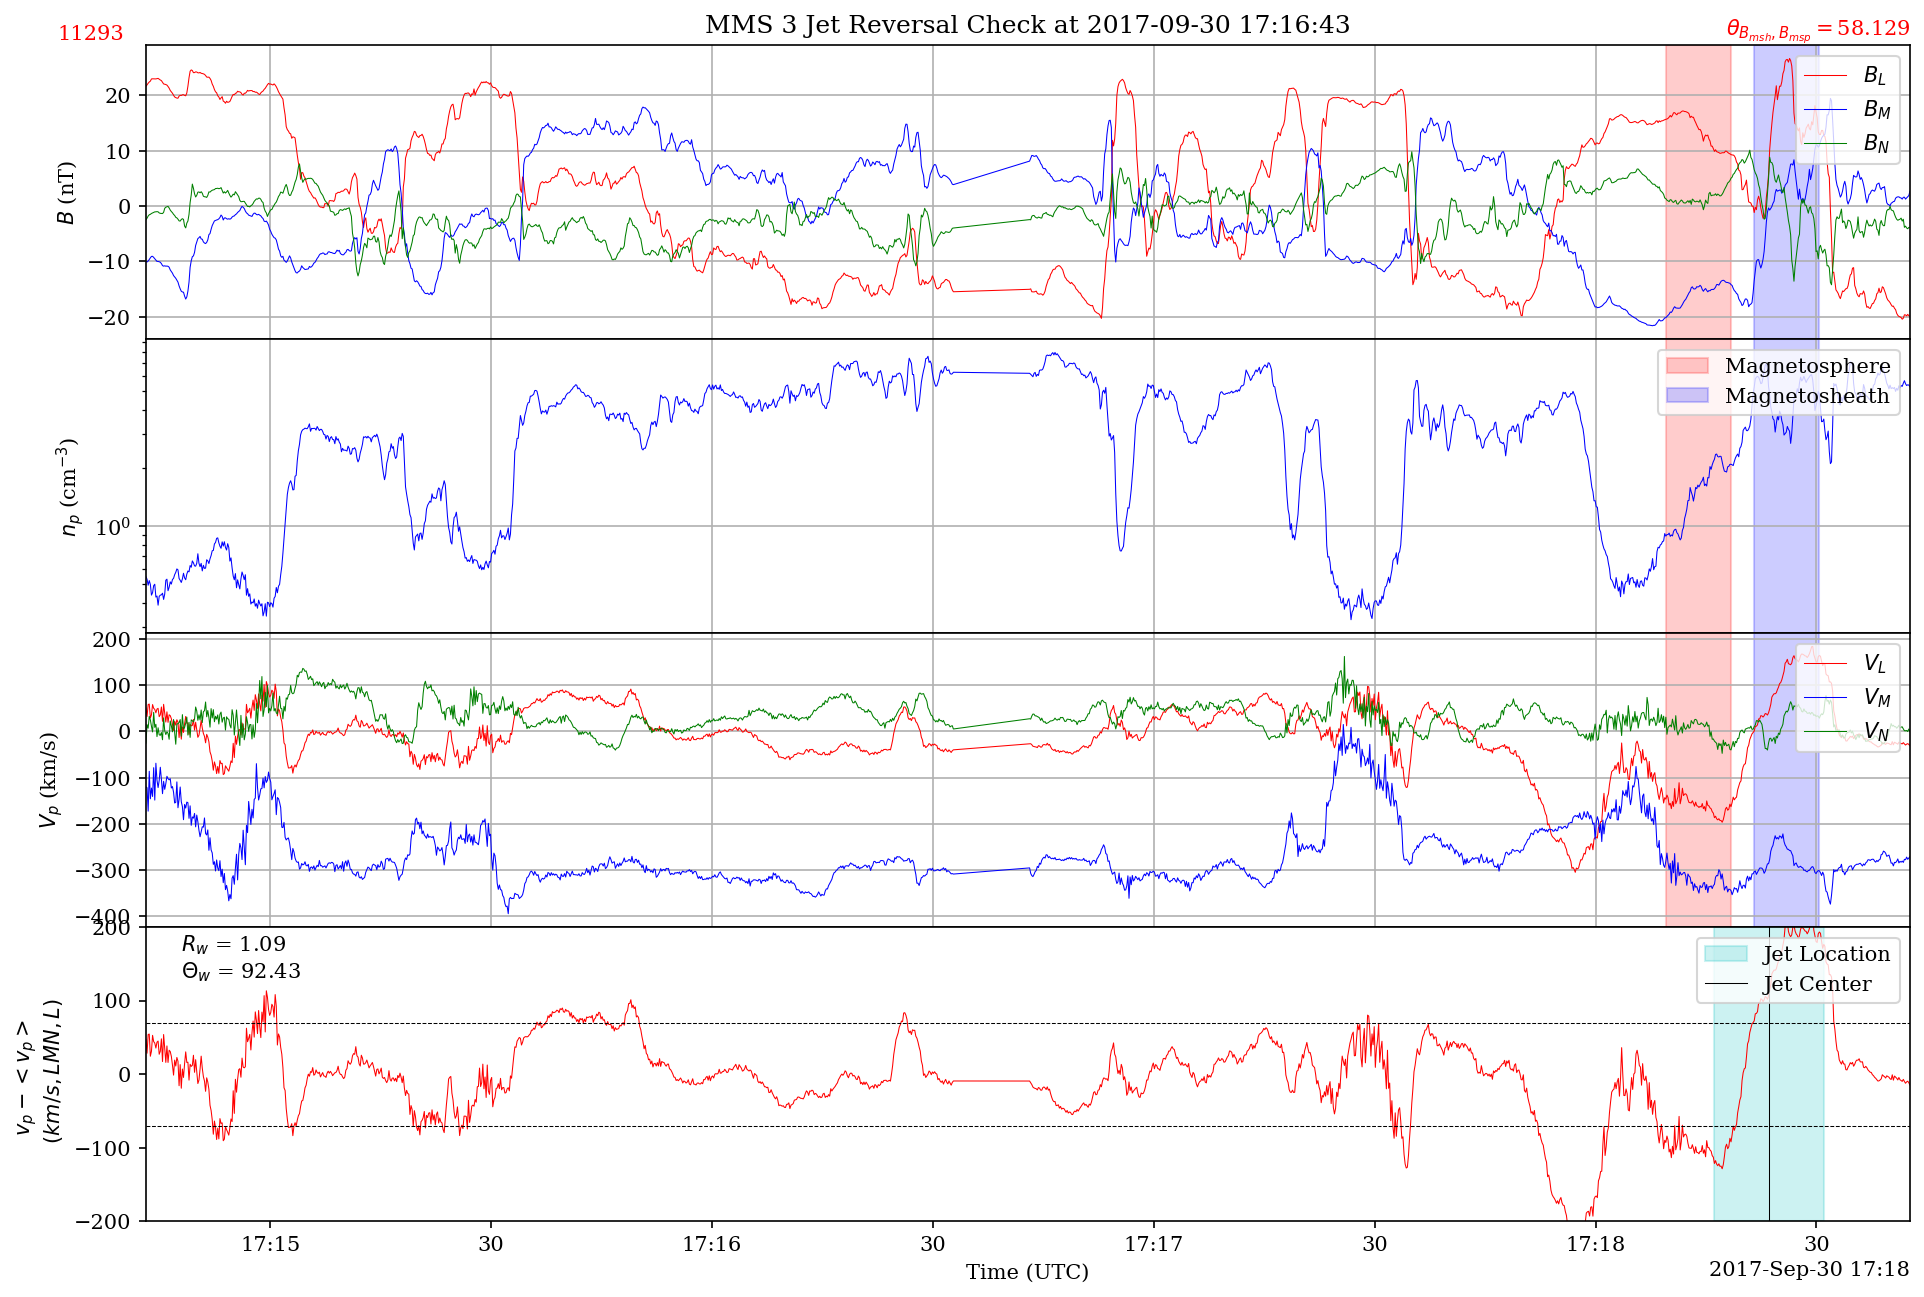 MMS 3 Jet Reversal Check at 2017-09-30 17:16:43
11293
θ_{B_{msh}, B_{msp}} = 58.129
B (nT)
20
10
0
−10
−20
B_L
B_M
B_N
n_p (cm⁻³)
10⁰
Magnetosphere
Magnetosheath
V_p (km/s)
200
100
0
−100
−200
−300
−400
V_L
V_M
V_N
v_p − <v_p>
(km/s, LMN, L)
200
100
0
−100
−200
R_w = 1.09
Θ_w = 92.43
Jet Location
Jet Center
17:15 30 17:16 30 17:17 30 17:18 30
Time (UTC)
2017-Sep-30 17:18